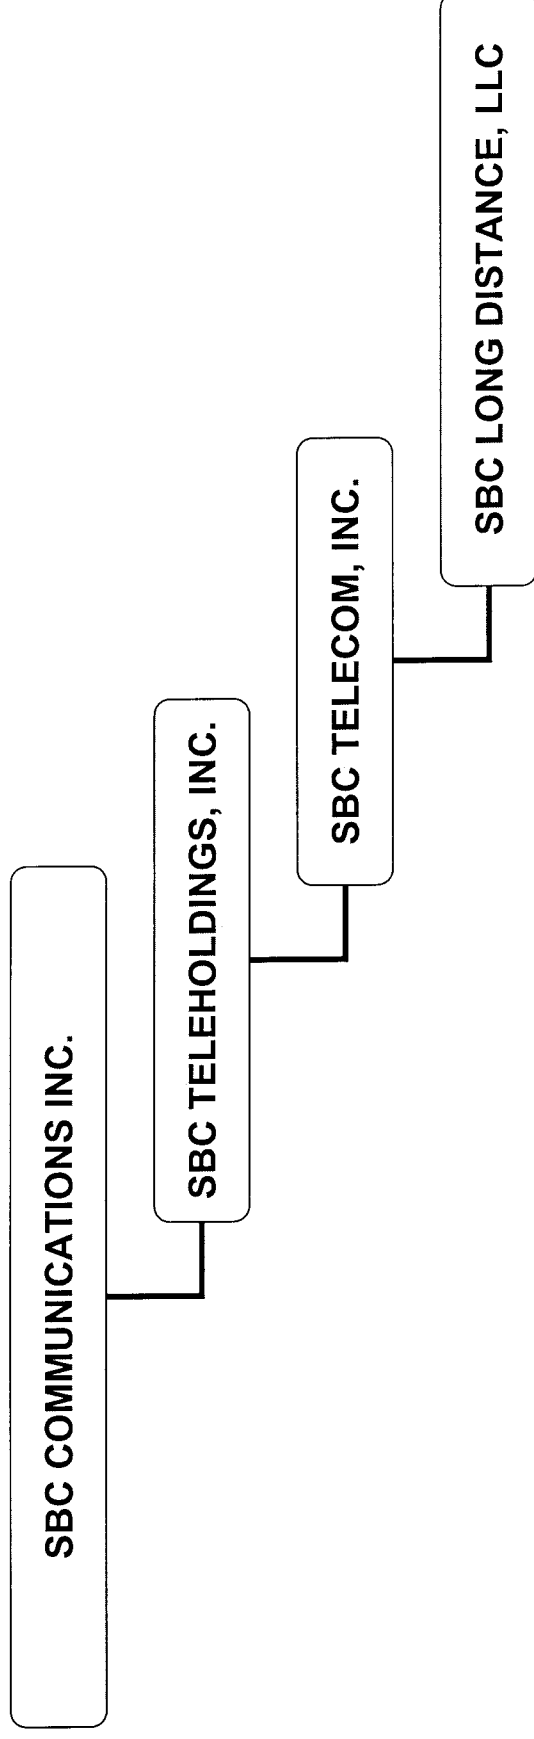 SBC COMMUNICATIONS INC.
SBC TELEHOLDINGS, INC.
SBC TELECOM, INC.
SBC LONG DISTANCE, LLC